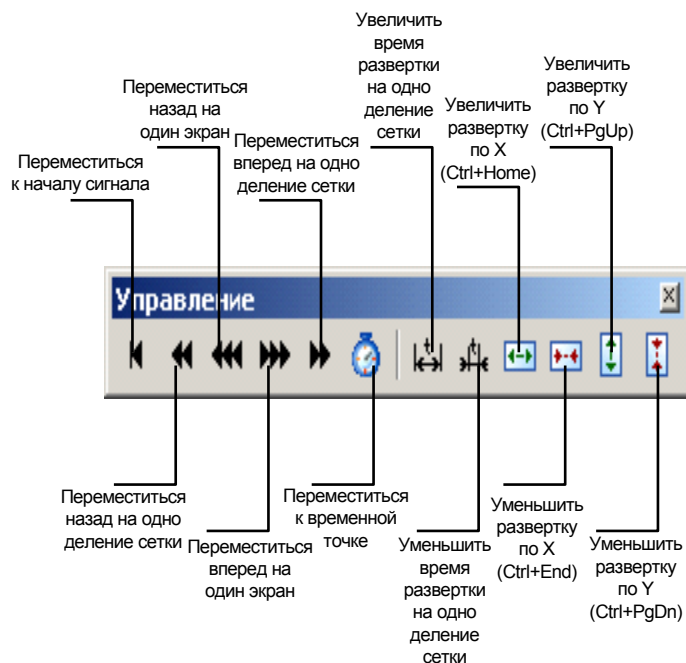 Увеличить
время
развертки
на одно
деление
сетки
Увеличить
развертку
по Y
(Ctrl+PgUp)
Переместиться
назад на
один экран
Увеличить
развертку
по X
(Ctrl+Home)
Переместиться
вперед на одно
деление сетки
Переместиться
к началу сигнала
Управление
t
t
Переместиться
назад на одно
деление сетки
Переместиться
к временной
точке
Переместиться
вперед на
один экран
Уменьшить
время
развертки
на одно
деление
сетки
Уменьшить
развертку
по X
(Ctrl+End)
Уменьшить
развертку
по Y
(Ctrl+PgDn)